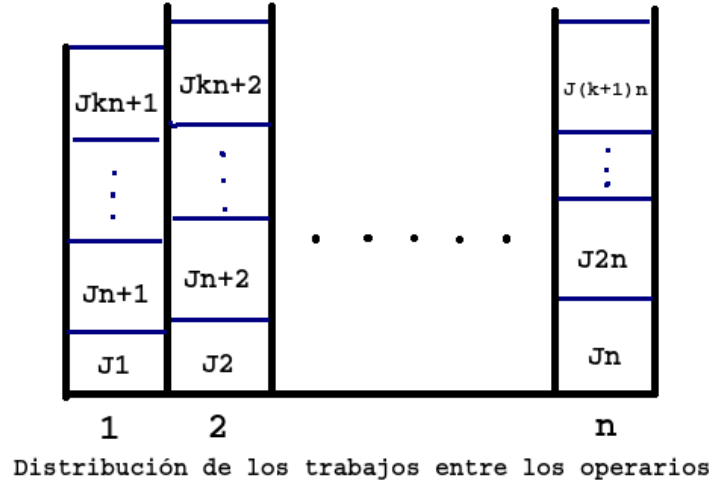 Jkn+1 Jkn+2 J(k+1)n
Jn+1 Jn+2 J2n
J1 J2 Jn
1 2 n
Distribución de los trabajos entre los operarios